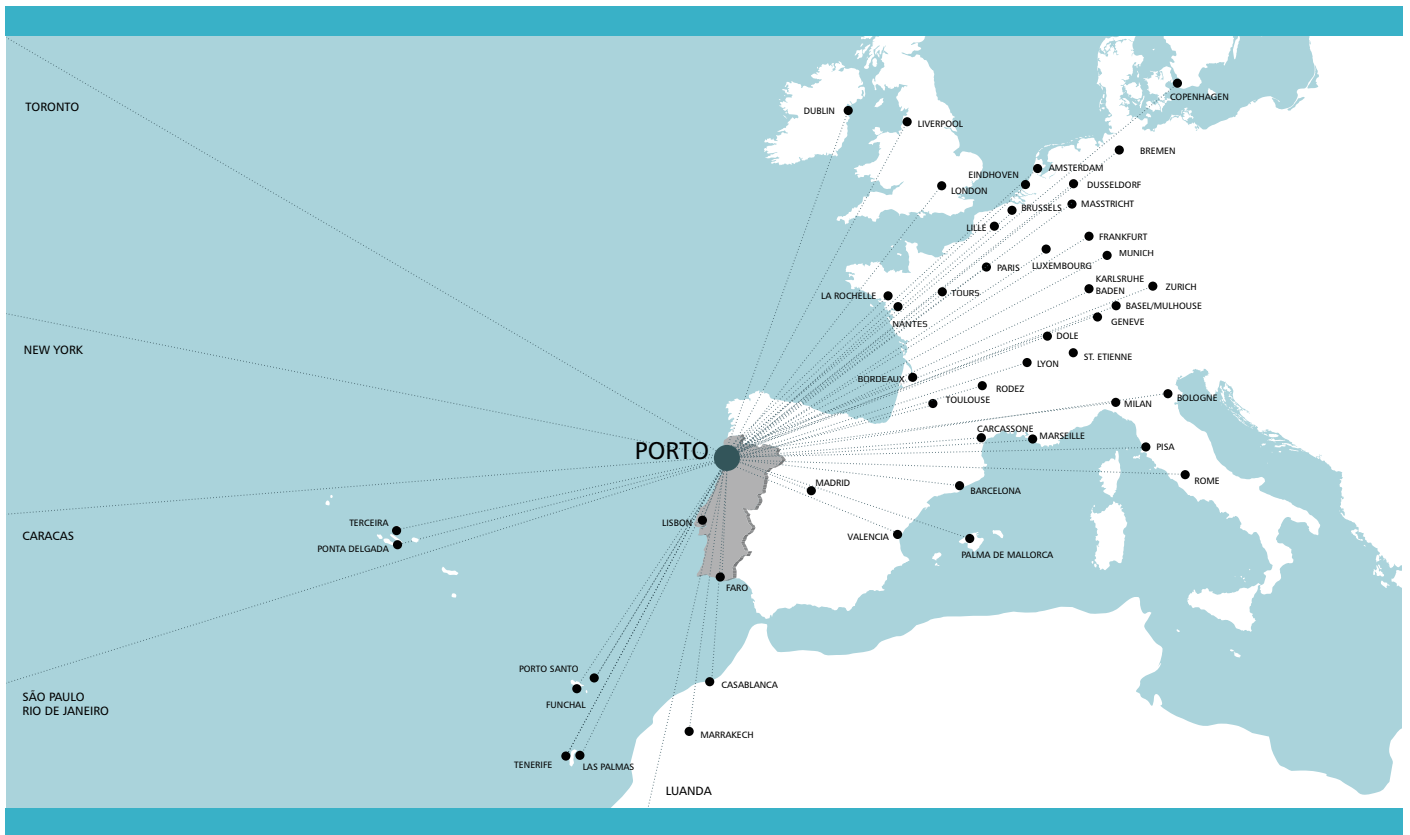 TORONTO
COPENHAGEN
DUBLIN
LIVERPOOL
BREMEN
AMSTERDAM
EINDHOVEN
DUSSELDORF
LONDON
MASSTRICHT
BRUSSELS
LILLE
FRANKFURT
MUNICH
LUXEMBOURG
PARIS
KARLSRUHE
BADEN
ZURICH
LA ROCHELLE
TOURS
BASEL/MULHOUSE
NANTES
GENEVE
DOLE
NEW YORK
ST. ETIENNE
LYON
BORDEAUX
RODEZ
TOULOUSE
BOLOGNE
MILAN
CARCASSONE
MARSEILLE
PORTO
PISA
ROME
MADRID
BARCELONA
TERCEIRA
LISBON
CARACAS
VALENCIA
PONTA DELGADA
PALMA DE MALLORCA
FARO
PORTO SANTO
CASABLANCA
SÃO PAULO
RIO DE JANEIRO
FUNCHAL
MARRAKECH
TENERIFE
LAS PALMAS
LUANDA